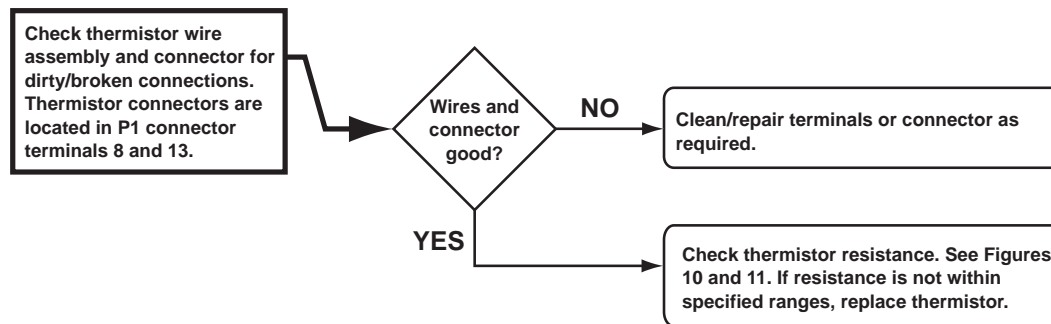 Check thermistor wire
assembly and connector for
dirty/broken connections.
Thermistor connectors are
located in P1 connector
terminals 8 and 13.
Wires and
connector
good?
NO
Clean/repair terminals or connector as
required.
YES
Check thermistor resistance. See Figures
10 and 11. If resistance is not within
specified ranges, replace thermistor.